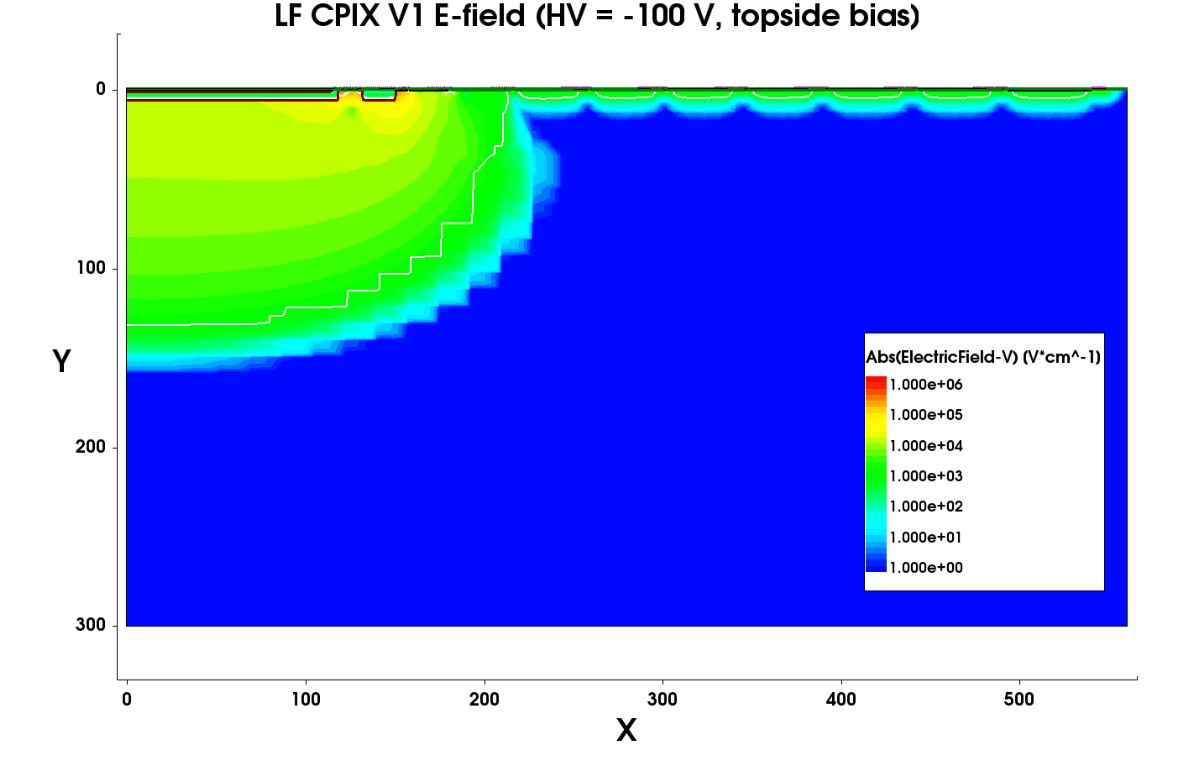 LF CPIX V1 E-field (HV = -100 V, topside bias)
0
100
Y
200
300
Abs(ElectricField-V) (V*cm^-1)
1.000e+06
1.000e+05
1.000e+04
1.000e+03
1.000e+02
1.000e+01
1.000e+00
0 100 200 300 400 500
X